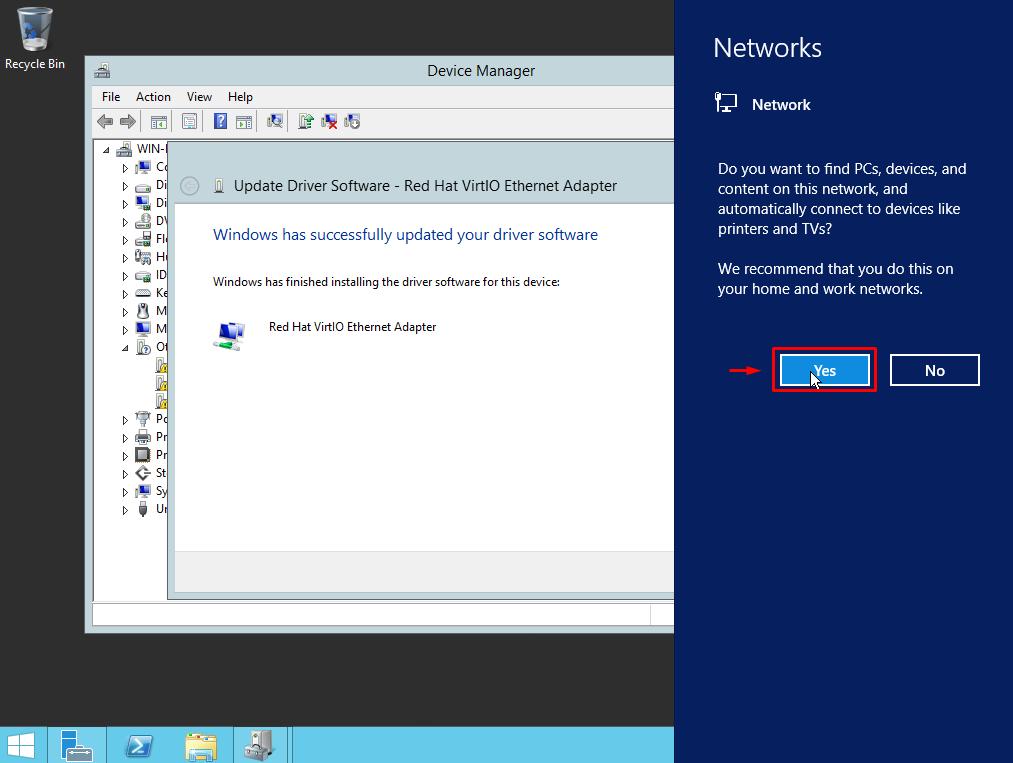 Recycle Bin
Device Manager
File Action View Help
WIN-
Update Driver Software - Red Hat VirtIO Ethernet Adapter
Windows has successfully updated your driver software
Windows has finished installing the driver software for this device:
Red Hat VirtIO Ethernet Adapter
Co
Di
Di
DV
Flo
Hu
ID
Ke
M
M
Ot
Po
Pr
Pr
St
Sy
Un
Networks
Network
Do you want to find PCs, devices, and
content on this network, and
automatically connect to devices like
printers and TVs?
We recommend that you do this on
your home and work networks.
Yes
No